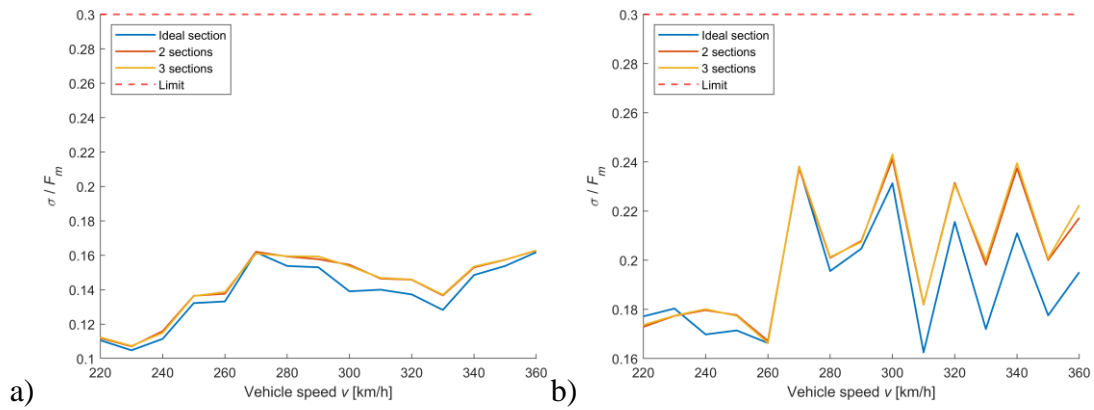 0.3
0.28
0.26
0.24
0.22
0.2
0.18
0.16
0.14
0.12
0.1
σ / Fm
Ideal section
2 sections
3 sections
Limit
220 240 260 280 300 320 340 360
Vehicle speed v [km/h]
a)
0.3
0.28
0.26
0.24
0.22
0.2
0.18
0.16
σ / Fm
Ideal section
2 sections
3 sections
Limit
220 240 260 280 300 320 340 360
Vehicle speed v [km/h]
b)